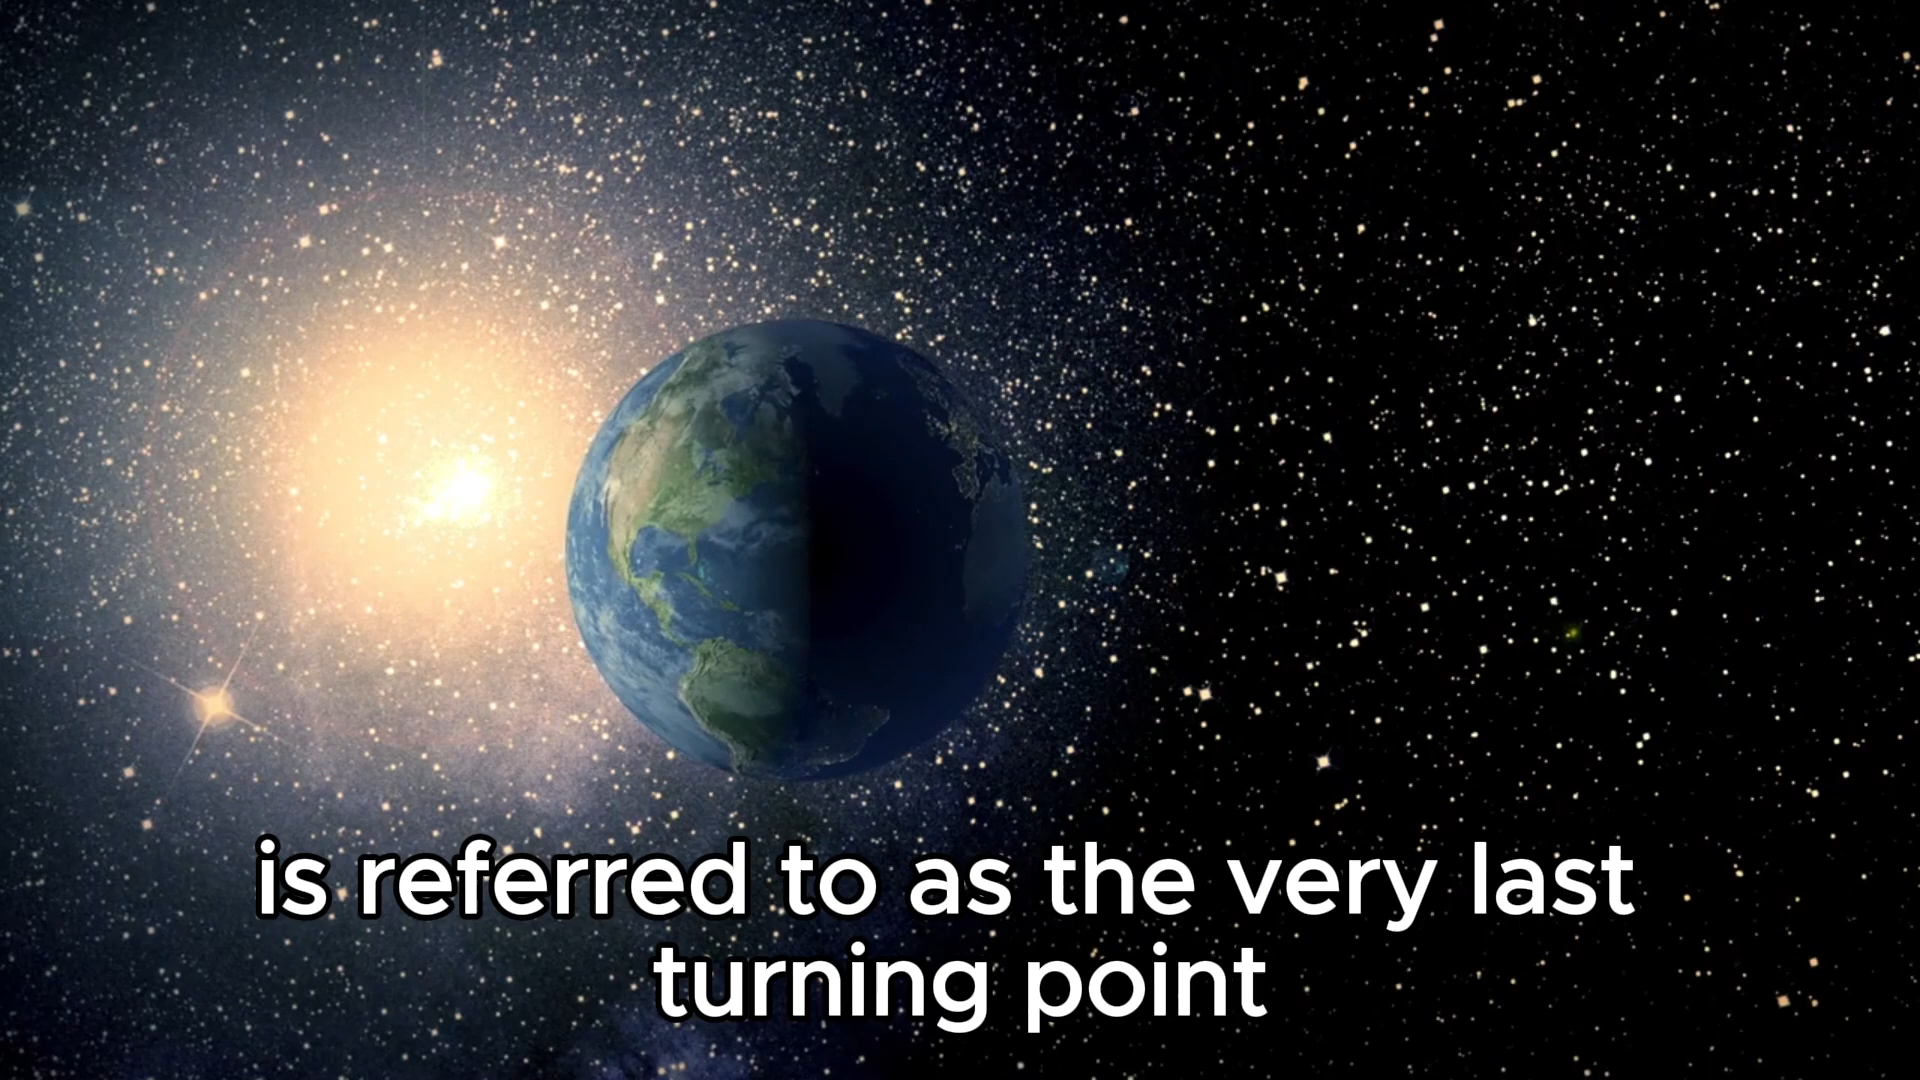 is referred to as the very last
turning point